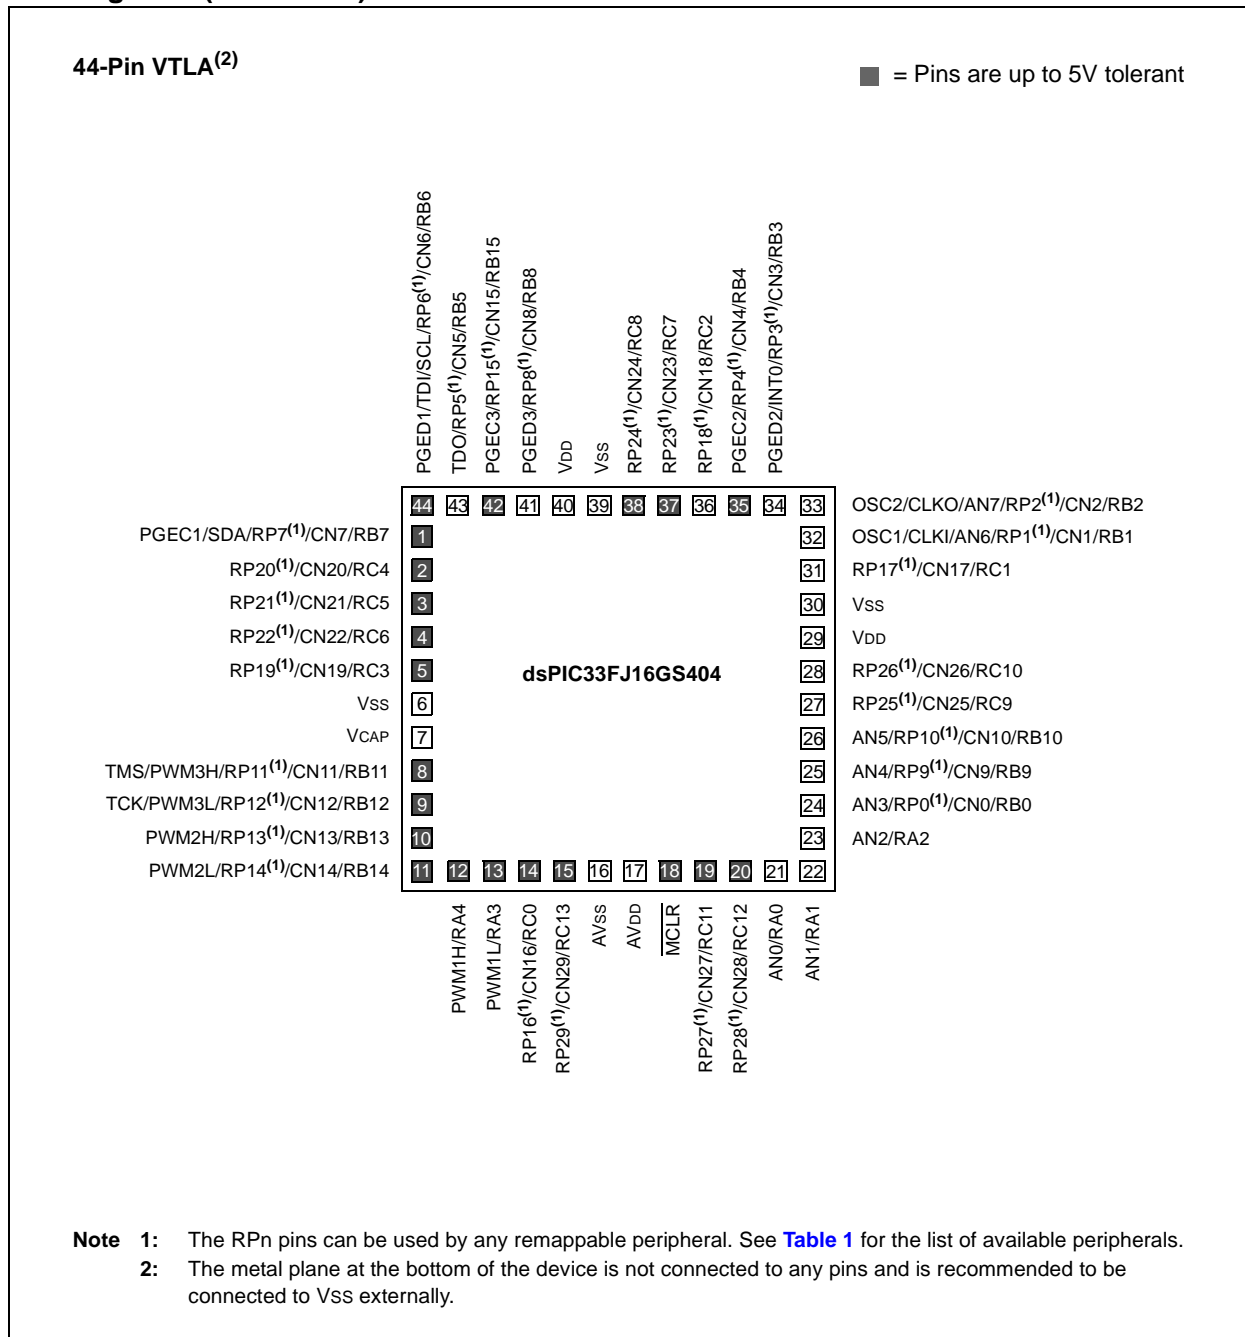 44-Pin VTLA(2)
= Pins are up to 5V tolerant
PGED1/TDI/SCL/RP6(1)/CN6/RB6
TDO/RP5(1)/CN5/RB5
PGEC3/RP15(1)/CN15/RB15
PGED3/RP8(1)/CN8/RB8
VDD
VSS
RP24(1)/CN24/RC8
RP23(1)/CN23/RC7
RP18(1)/CN18/RC2
PGEC2/RP4(1)/CN4/RB4
PGED2/INT0/RP3(1)/CN3/RB3
44 43 42 41 40 39 38 37 36 35 34 33 OSC2/CLKO/AN7/RP2(1)/CN2/RB2
PGEC1/SDA/RP7(1)/CN7/RB7 1 32 OSC1/CLKI/AN6/RP1(1)/CN1/RB1
RP20(1)/CN20/RC4 2 31 RP17(1)/CN17/RC1
RP21(1)/CN21/RC5 3 30 VSS
RP22(1)/CN22/RC6 4 29 VDD
RP19(1)/CN19/RC3 5 dsPIC33FJ16GS404 28 RP26(1)/CN26/RC10
VSS 6 27 RP25(1)/CN25/RC9
VCAP 7 26 AN5/RP10(1)/CN10/RB10
TMS/PWM3H/RP11(1)/CN11/RB11 8 25 AN4/RP9(1)/CN9/RB9
TCK/PWM3L/RP12(1)/CN12/RB12 9 24 AN3/RP0(1)/CN0/RB0
PWM2H/RP13(1)/CN13/RB13 10 23 AN2/RA2
PWM2L/RP14(1)/CN14/RB14 11 12 13 14 15 16 17 18 19 20 21 22
PWM1H/RA4
PWM1L/RA3
RP16(1)/CN16/RC0
RP29(1)/CN29/RC13
AVSS
AVDD
MCLR
RP27(1)/CN27/RC11
RP28(1)/CN28/RC12
AN0/RA0
AN1/RA1
Note 1: The RPn pins can be used by any remappable peripheral. See Table 1 for the list of available peripherals.
2: The metal plane at the bottom of the device is not connected to any pins and is recommended to be
connected to VSS externally.